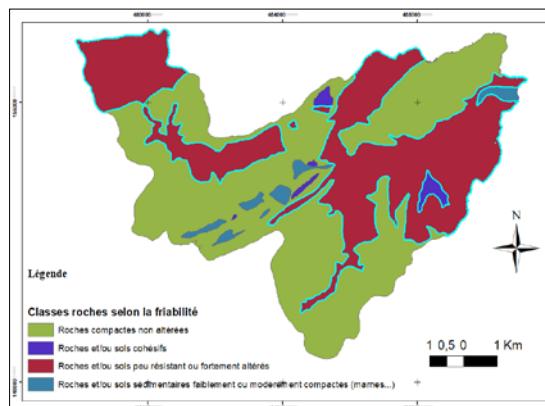 N
Légende
Classes roches selon la friabilité
Roches compactes non altérées
Roches et/ou sols cohésifs
Roches et/ou sols peu résistant ou fortement altérés
Roches et/ou sols sédimentaires faiblement ou moderément compactes (marnes...)
1 0,5 0 1 Km